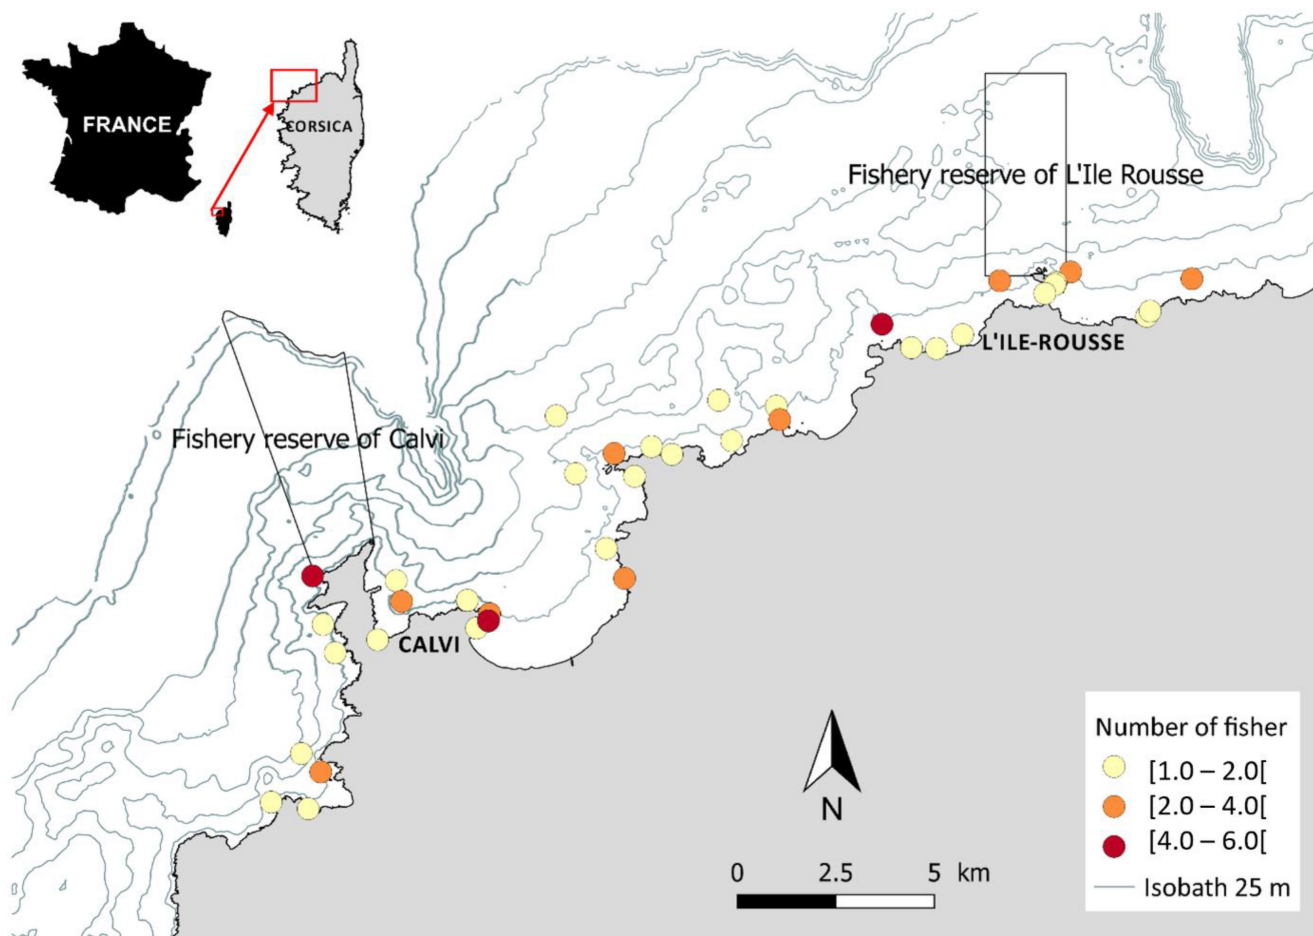 FRANCE
CORSICA
Fishery reserve of L'Ile Rousse
L'ILE-ROUSSE
Fishery reserve of Calvi
CALVI
Number of fisher
[1.0 – 2.0[
[2.0 – 4.0[
[4.0 – 6.0[
Isobath 25 m
N
0 2.5 5 km